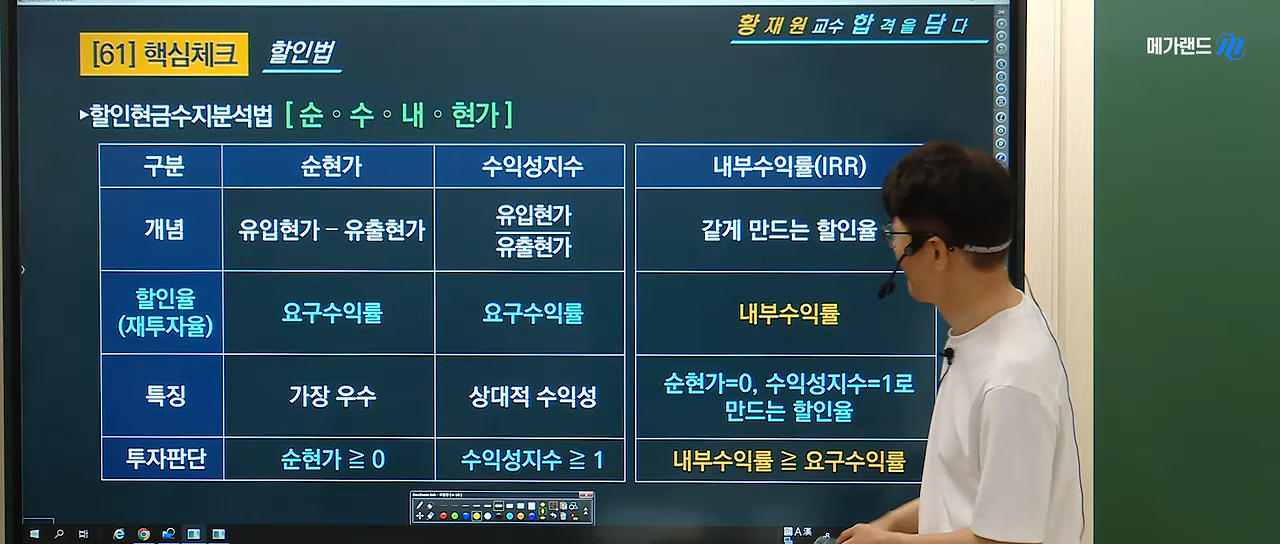 황재원 교수 합격을 담다
메가랜드
[61] 핵심체크 할인법
▸할인현금수지분석법 [ 순 ◦ 수 ◦ 내 ◦ 현가 ]
구분 순현가 수익성지수 내부수익률(IRR)
개념 유입현가 – 유출현가 유입현가 같게 만드는 할인율
유출현가
할인율 요구수익률 요구수익률 내부수익률
(재투자율)
특징 가장 우수 상대적 수익성 순현가=0, 수익성지수=1로
만드는 할인율
투자판단 순현가 ≧ 0 수익성지수 ≧ 1 내부수익률 ≧ 요구수익률
A 漢